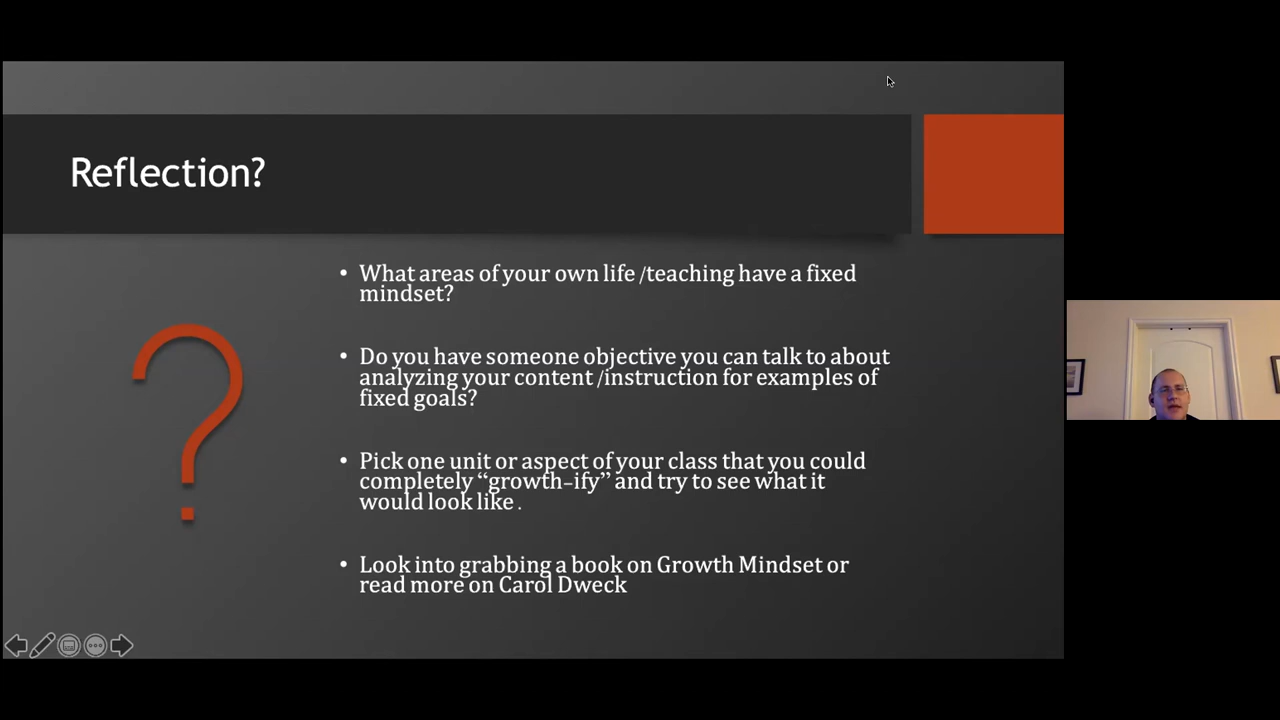 Reflection?
• What areas of your own life /teaching have a fixed
mindset?
• Do you have someone objective you can talk to about
analyzing your content /instruction for examples of
fixed goals?
• Pick one unit or aspect of your class that you could
completely “growth–ify” and try to see what it
would look like .
• Look into grabbing a book on Growth Mindset or
read more on Carol Dweck
?